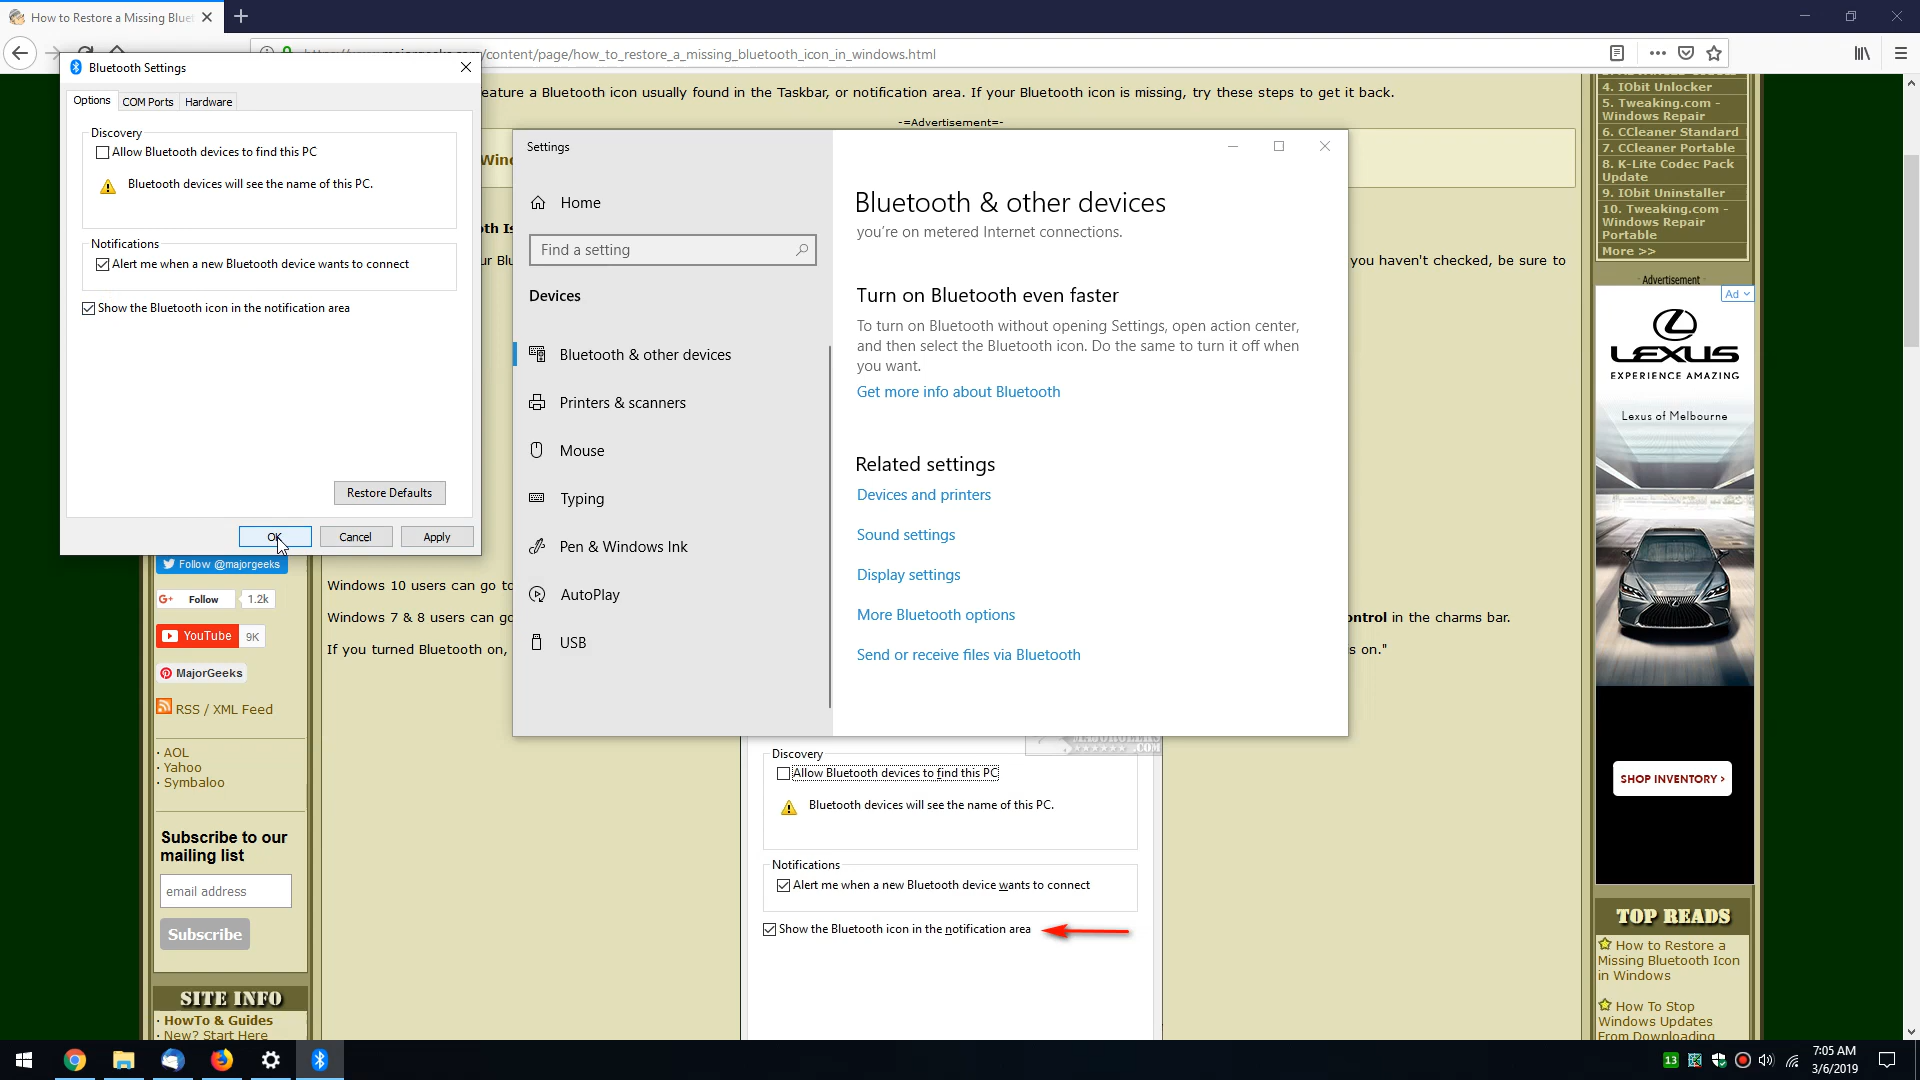 How to Restore a Missing Blue
/content/page/how_to_restore_a_missing_bluetooth_icon_in_windows.html
Bluetooth Settings
Options
COM Ports
Hardware
Discovery
Allow Bluetooth devices to find this PC
Bluetooth devices will see the name of this PC.
Notifications
Alert me when a new Bluetooth device wants to connect
Show the Bluetooth icon in the notification area
Restore Defaults
OK
Cancel
Apply
eature a Bluetooth icon usually found in the Taskbar, or notification area. If your Bluetooth icon is missing, try these steps to get it back.
-=Advertisement=-
Wind
th Is
ur Blu
you haven't checked, be sure to
Settings
Home
Find a setting
Devices
Bluetooth & other devices
Printers & scanners
Mouse
Typing
Pen & Windows Ink
AutoPlay
USB
Bluetooth & other devices
you're on metered Internet connections.
Turn on Bluetooth even faster
To turn on Bluetooth without opening Settings, open action center,
and then select the Bluetooth icon. Do the same to turn it off when
you want.
Get more info about Bluetooth
Related settings
Devices and printers
Sound settings
Display settings
More Bluetooth options
Send or receive files via Bluetooth
Follow @majorgeeks
Follow
1.2k
YouTube
9K
MajorGeeks
RSS / XML Feed
· AOL
· Yahoo
· Symbaloo
Subscribe to our
mailing list
email address
Subscribe
SITE INFO
· HowTo & Guides
· New? Start Here
Windows 10 users can go to
Windows 7 & 8 users can go
ontrol in the charms bar.
If you turned Bluetooth on,
s on."
Discovery
Allow Bluetooth devices to find this PC
Bluetooth devices will see the name of this PC.
Notifications
Alert me when a new Bluetooth device wants to connect
Show the Bluetooth icon in the notification area
4. IObit Unlocker
5. Tweaking.com -
Windows Repair
6. CCleaner Standard
7. CCleaner Portable
8. K-Lite Codec Pack
Update
9. IObit Uninstaller
10. Tweaking.com -
Windows Repair
Portable
More >>
Advertisement
Ad
LEXUS
EXPERIENCE AMAZING
Lexus of Melbourne
SHOP INVENTORY ›
TOP READS
How to Restore a
Missing Bluetooth Icon
in Windows
How To Stop
Windows Updates
From Downloading
13
7:05 AM
3/6/2019